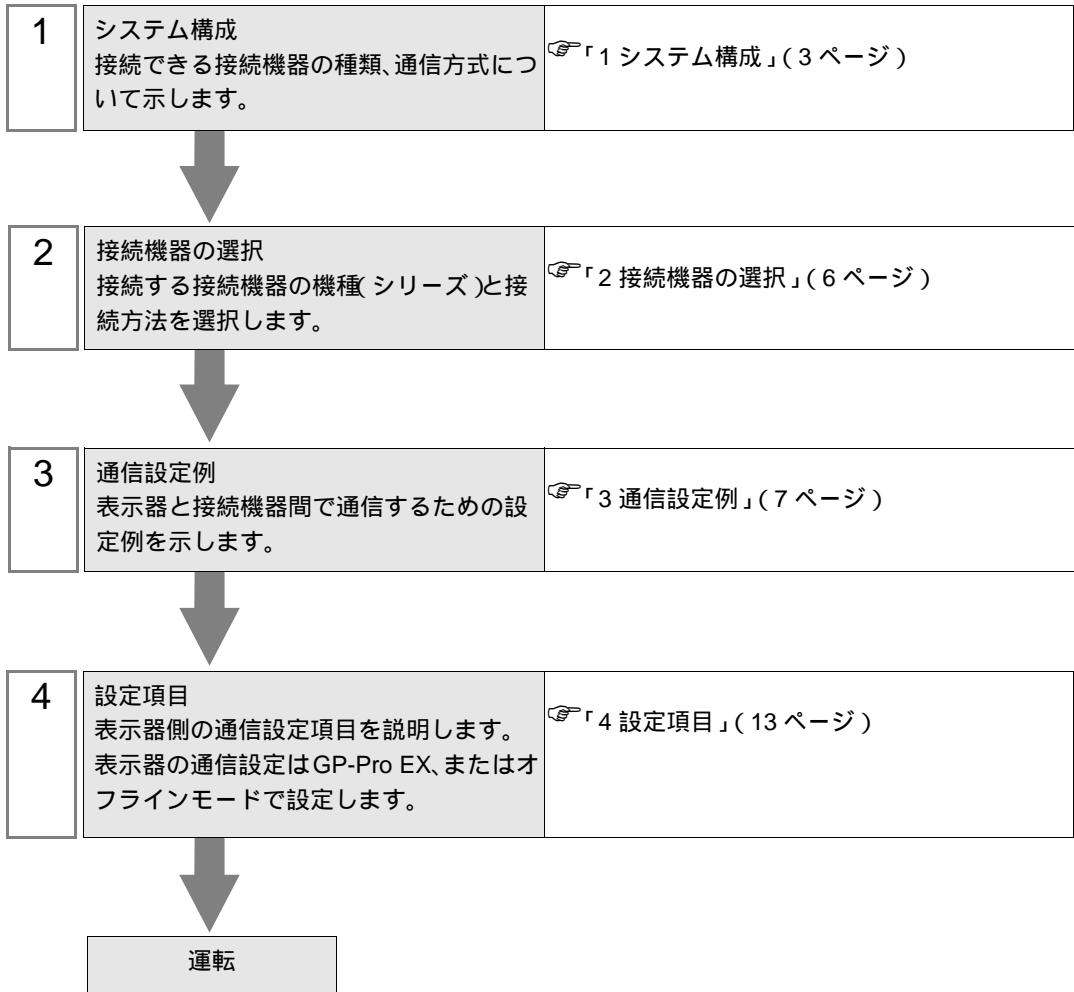 1
システム構成
接続できる接続機器の種類、通信方式につ
いて示します。
☞「1 システム構成」(3 ページ)
2
接続機器の選択
接続する接続機器の機種(シリーズ)と接
続方法を選択します。
☞「2 接続機器の選択」(6 ページ)
3
通信設定例
表示器と接続機器間で通信するための設
定例を示します。
☞「3 通信設定例」(7 ページ)
4
設定項目
表示器側の通信設定項目を説明します。
表示器の通信設定はGP-Pro EX、またはオ
フラインモードで設定します。
☞「4 設定項目」(13 ページ)
運転